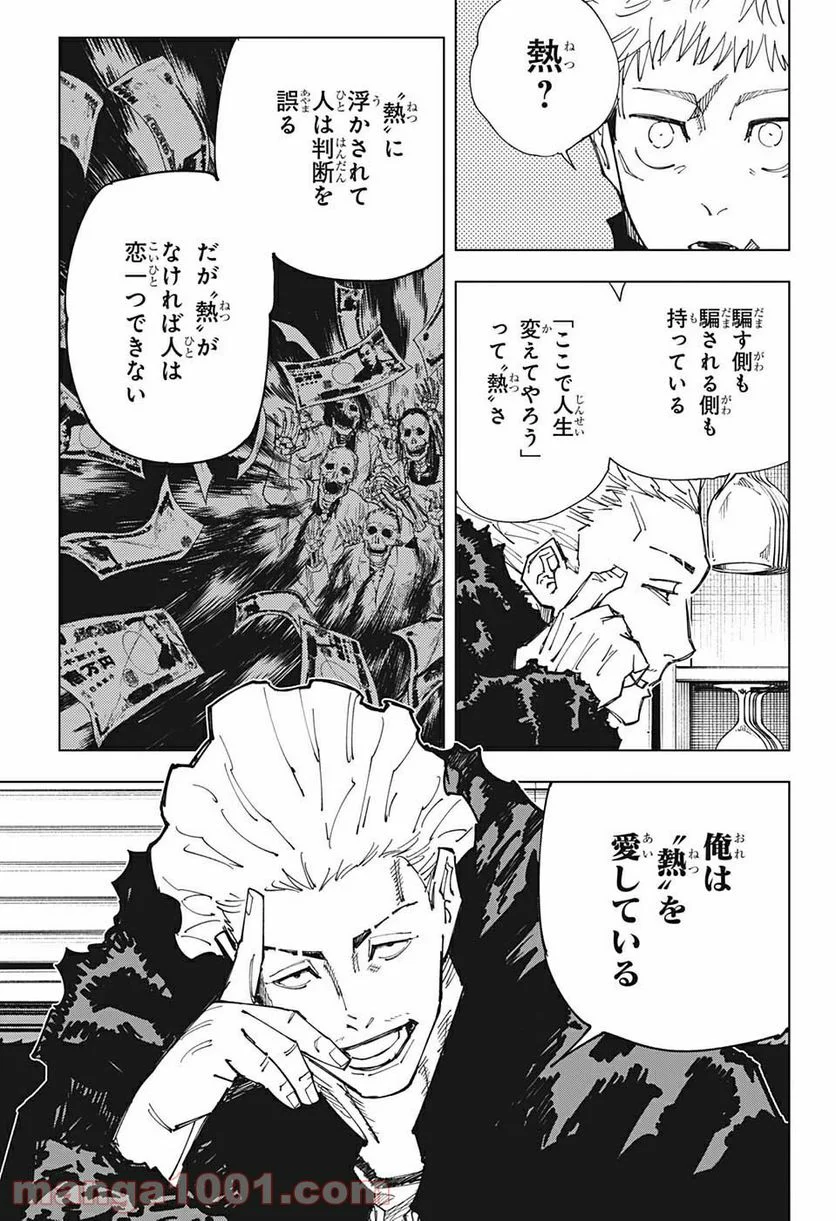 熱？
騙す側も
騙される側も
持っている
「ここで人生
変えてやろう」
って〝熱〟さ
〝熱〟に
浮かされて
人は判断を
誤る
だが〝熱〟が
なければ人は
恋一つできない
壱万円
俺は
〝熱〟を
愛している
manga1001.com